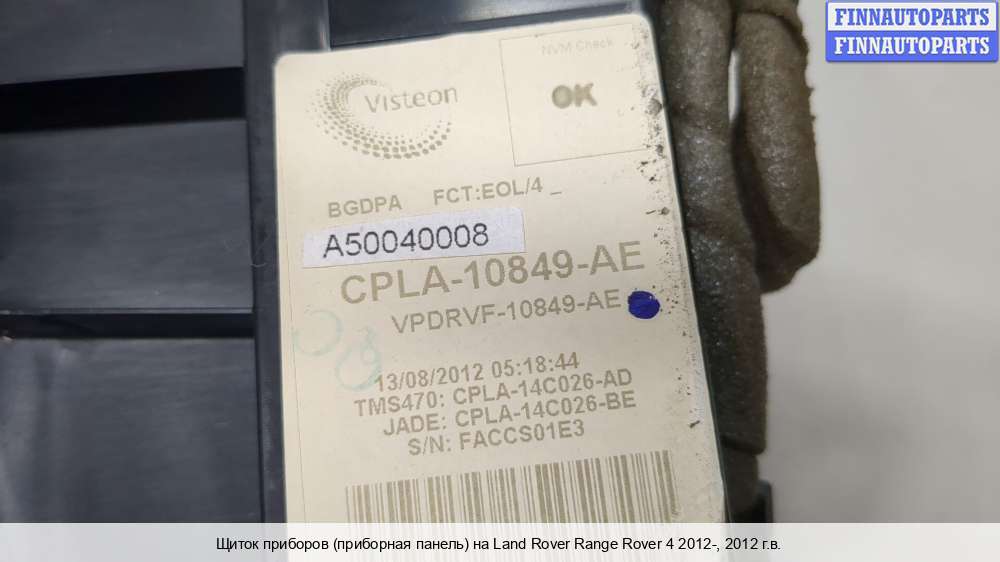 FINNAUTOPARTS
FINNAUTOPARTS
NVM Check
OK
Visteon
BGDPA FCT:EOL/4 _
A50040008
CPLA-10849-AE
VPDRVF-10849-AE
13/08/2012 05:18:44
TMS470: CPLA-14C026-AD
JADE: CPLA-14C026-BE
S/N: FACCS01E3
Щиток приборов (приборная панель) на Land Rover Range Rover 4 2012-, 2012 г.в.